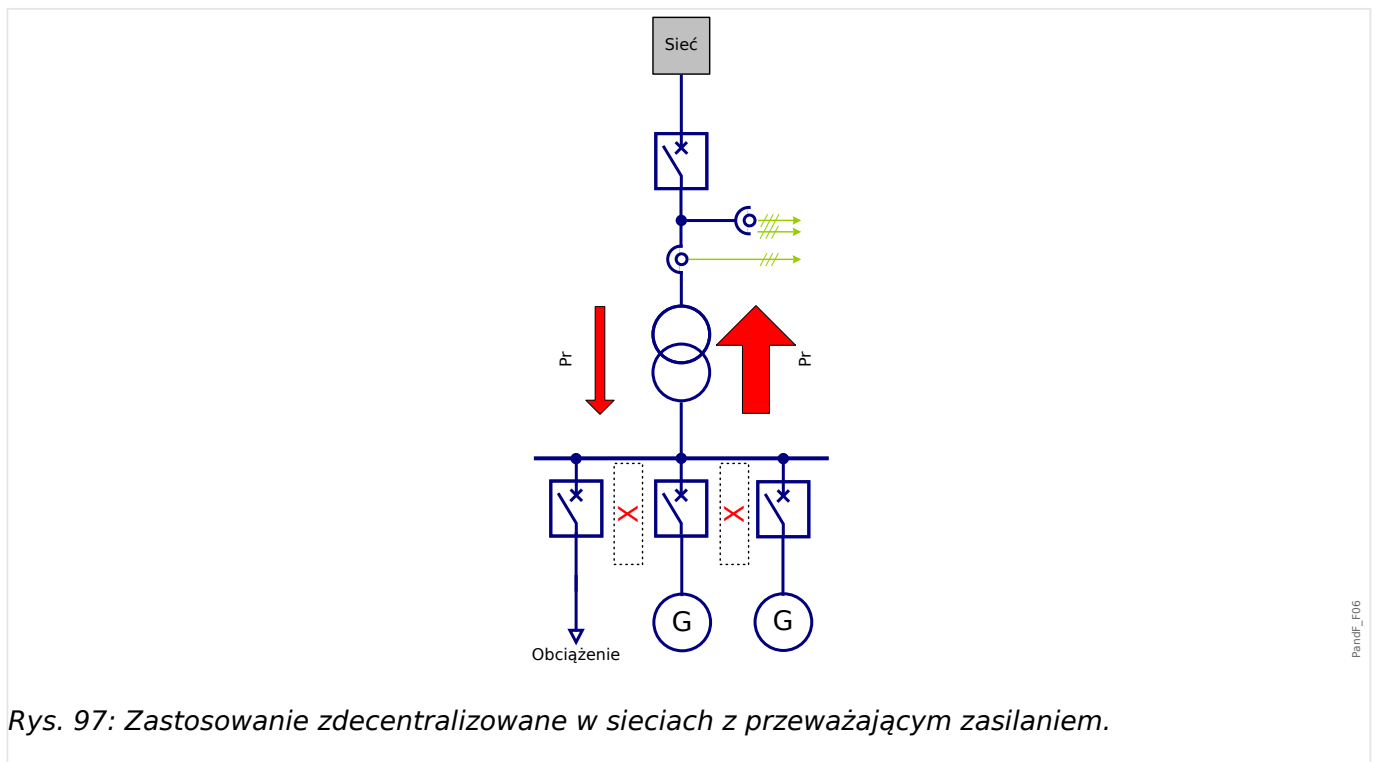 Sieć
Pr
Pr
X
X
G
G
Obciążenie
PandF_F06
Rys. 97: Zastosowanie zdecentralizowane w sieciach z przeważającym zasilaniem.